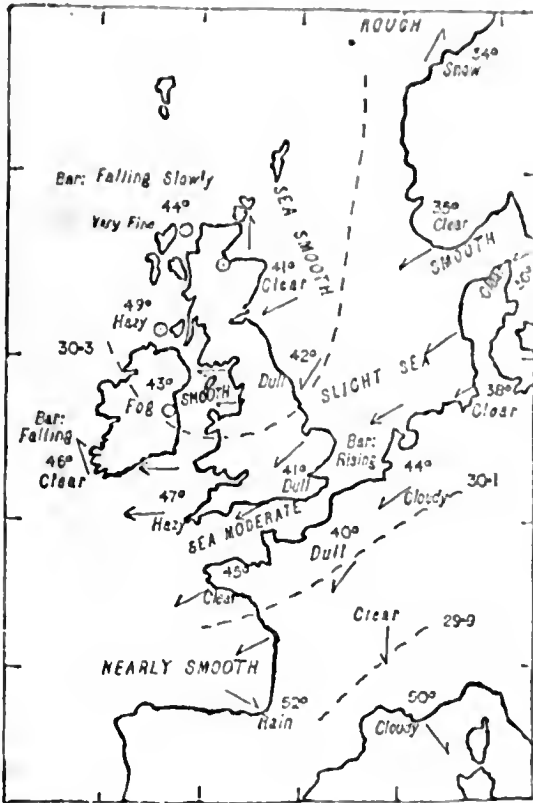 ROUGH
34°
Snow
Bar: Falling Slowly
44°
Very Fine
SEA SMOOTH
35°
Clear
SMOOTH
41°
Clear
49°
Hazy
30-3
42°
Dull
SLIGHT SEA
43°
Fog
SMOOTH
38°
Clear
Bar:
Falling
46°
Clear
Bar:
Rising
41°
Dull
44°
Cloudy
30-1
47°
Hazy
SEA MODERATE
40°
Dull
45°
Clear
Clear
29-9
NEARLY SMOOTH
52°
Rain
50°
Cloudy